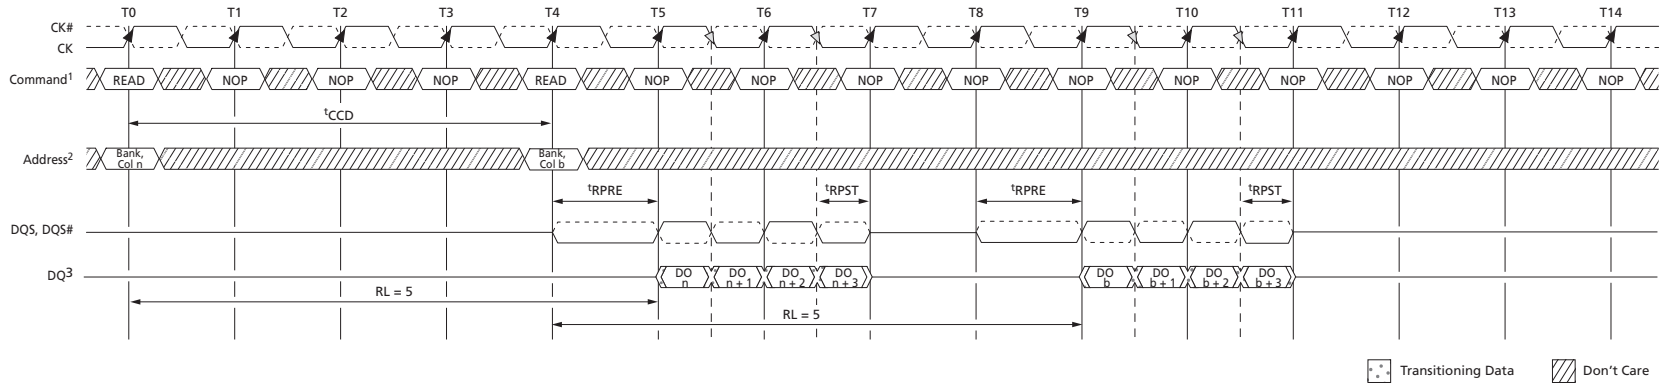 T0 T1 T2 T3 T4 T5 T6 T7 T8 T9 T10 T11 T12 T13 T14
CK#
CK
Command1 READ NOP NOP NOP READ NOP NOP NOP NOP NOP NOP NOP NOP NOP NOP
tCCD
Address2 Bank, Col n Bank, Col b
tRPRE tRPST tRPRE tRPST
DQS, DQS#
DQ3 DO n DO n + 1 DO n + 2 DO n + 3 DO b DO b + 1 DO b + 2 DO b + 3
RL = 5
RL = 5
Transitioning Data Don't Care